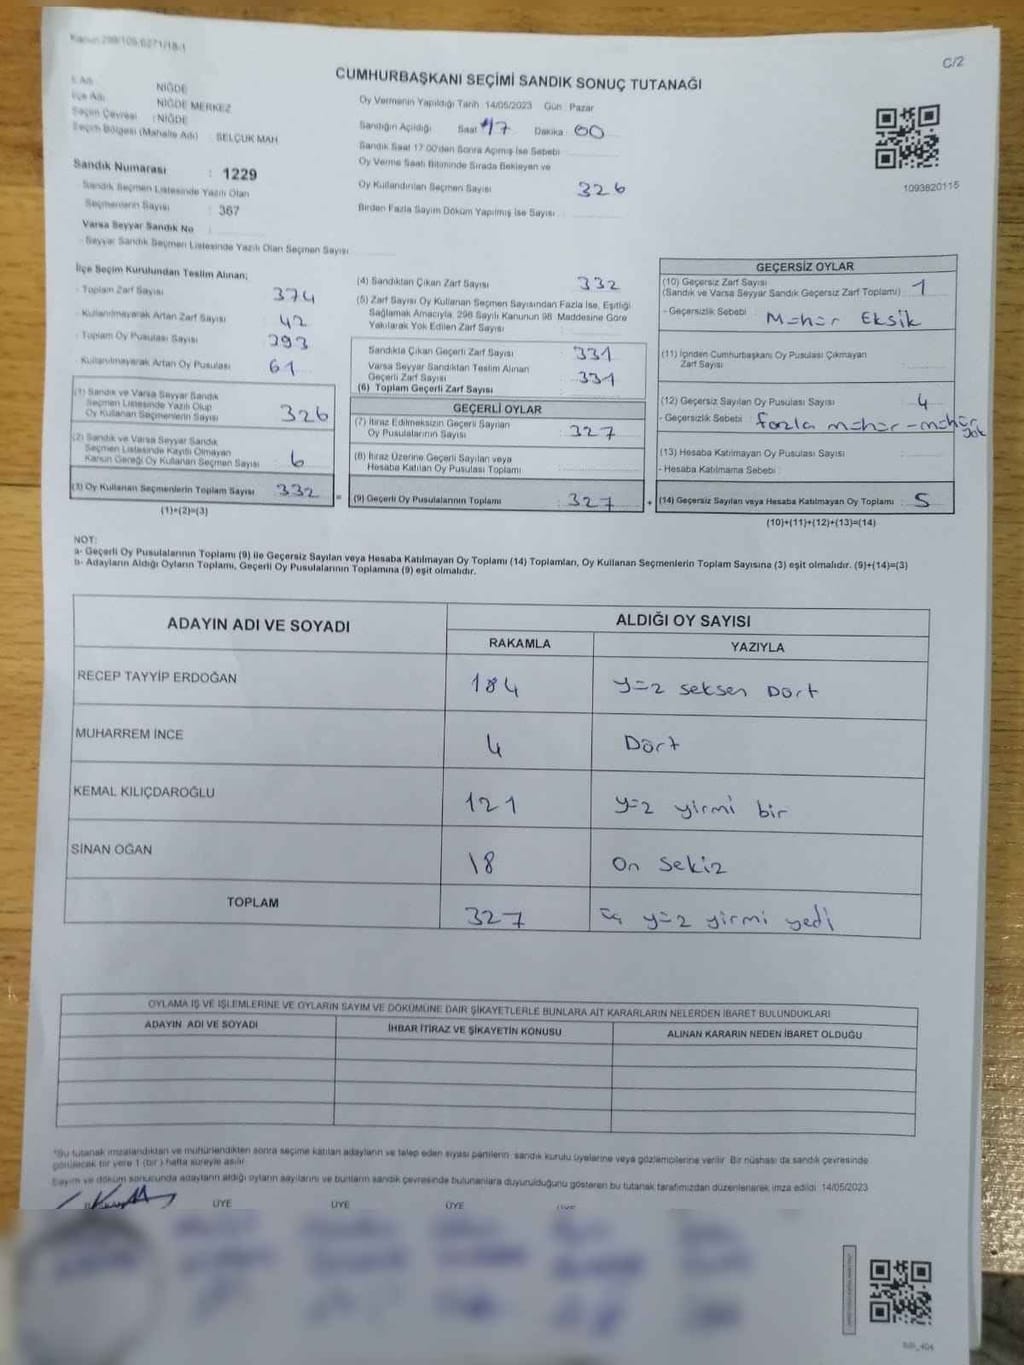 Kanun:298/105,6271/18-1
C/2
CUMHURBAŞKANI SEÇİMİ SANDIK SONUÇ TUTANAĞI
İl Adı : NİĞDE
İlçe Adı : NİĞDE MERKEZ
Seçim Çevresi : NİĞDE
Seçim Bölgesi (Mahalle Adı) : SELÇUK MAH
Sandık Numarası : 1229
Sandık Seçmen Listesinde Yazılı Olan
Seçmenlerin Sayısı : 367
Varsa Seyyar Sandık No :
- Seyyar Sandık Seçmen Listesinde Yazılı Olan Seçmen Sayısı
Oy Vermenin Yapıldığı Tarih 14/05/2023 Gün : Pazar
Sandığın Açıldığı Saat 17 Dakika 00
Sandık Saat 17.00'den Sonra Açılmış İse Sebebi
Oy Verme Saati Bitiminde Sırada Bekleyen ve
Oy Kullandırılan Seçmen Sayısı 326
Birden Fazla Sayım Döküm Yapılmış İse Sayısı
1093820115
İlçe Seçim Kurulundan Teslim Alınan;
- Toplam Zarf Sayısı 374
- Kullanılmayarak Artan Zarf Sayısı 42
- Toplam Oy Pusulası Sayısı 393
- Kullanılmayarak Artan Oy Pusulası 61
(1) Sandık ve Varsa Seyyar Sandık
Seçmen Listesinde Yazılı Olup
Oy Kullanan Seçmenlerin Sayısı 326
(2) Sandık ve Varsa Seyyar Sandık
Seçmen Listesinde Kayıtlı Olmayan
Kanun Gereği Oy Kullanan Seçmen Sayısı 6
(3) Oy Kullanan Seçmenlerin Toplam Sayısı 332 =
(1)+(2)=(3)
(4) Sandıktan Çıkan Zarf Sayısı 332
(5) Zarf Sayısı Oy Kullanan Seçmen Sayısından Fazla İse, Eşitliği
Sağlamak Amacıyla, 298 Sayılı Kanunun 98. Maddesine Göre
Yakılarak Yok Edilen Zarf Sayısı :
Sandıkta Çıkan Geçerli Zarf Sayısı 331
Varsa Seyyar Sandıktan Teslim Alınan
Geçerli Zarf Sayısı 331
(6) Toplam Geçerli Zarf Sayısı
GEÇERLİ OYLAR
(7) İtiraz Edilmeksizin Geçerli Sayılan
Oy Pusulalarının Sayısı 327
(8) İtiraz Üzerine Geçerli Sayılan veya
Hesaba Katılan Oy Pusulası Toplamı
(9) Geçerli Oy Pusulalarının Toplamı : 327 +
GEÇERSİZ OYLAR
(10) Geçersiz Zarf Sayısı
(Sandık ve Varsa Seyyar Sandık Geçersiz Zarf Toplamı) 1
- Geçersizlik Sebebi : Mühür Eksik
(11) İçinden Cumhurbaşkanı Oy Pusulası Çıkmayan
Zarf Sayısı
(12) Geçersiz Sayılan Oy Pusulası Sayısı 4
- Geçersizlik Sebebi : fazla mühür - mühür
yok
(13) Hesaba Katılmayan Oy Pusulası Sayısı
- Hesaba Katılmama Sebebi :
(14) Geçersiz Sayılan veya Hesaba Katılmayan Oy Toplamı : 5
(10)+(11)+(12)+(13)=(14)
NOT:
a- Geçerli Oy Pusulalarının Toplamı (9) ile Geçersiz Sayılan veya Hesaba Katılmayan Oy Toplamı (14) Toplamları, Oy Kullanan Seçmenlerin Toplam Sayısına (3) eşit olmalıdır. (9)+(14)=(3)
b- Adayların Aldığı Oyların Toplamı, Geçerli Oy Pusulalarının Toplamına (9) eşit olmalıdır.
ADAYIN ADI VE SOYADI ALDIĞI OY SAYISI
RAKAMLA YAZIYLA
RECEP TAYYİP ERDOĞAN 184 yüz seksen Dört
MUHARREM İNCE 4 Dört
KEMAL KILIÇDAROĞLU 121 yüz yirmi bir
SİNAN OĞAN 18 On Sekiz
TOPLAM 327 üç yüz yirmi yedi
OYLAMA İŞ VE İŞLEMLERİNE VE OYLARIN SAYIM VE DÖKÜMÜNE DAİR ŞİKAYETLERLE BUNLARA AİT KARARLARIN NELERDEN İBARET BULUNDUKLARI
ADAYIN ADI VE SOYADI İHBAR İTİRAZ VE ŞİKAYETİN KONUSU ALINAN KARARIN NEDEN İBARET OLDUĞU
*Bu tutanak imzalandıktan ve mühürlendikten sonra seçime katılan adayların ve talep eden siyasi partilerin sandık kurulu üyelerine veya gözlemcilerine verilir. Bir nüshası da sandık çevresinde
görülecek bir yere 1 (bir) hafta süreyle asılır.
Sayım ve döküm sonucunda adayların aldığı oyların sayılarını ve bunların sandık çevresinde bulunanlara duyurulduğunu gösteren bu tutanak tarafımızdan düzenlenerek imza edildi. 14/05/2023
ÜYE ÜYE ÜYE